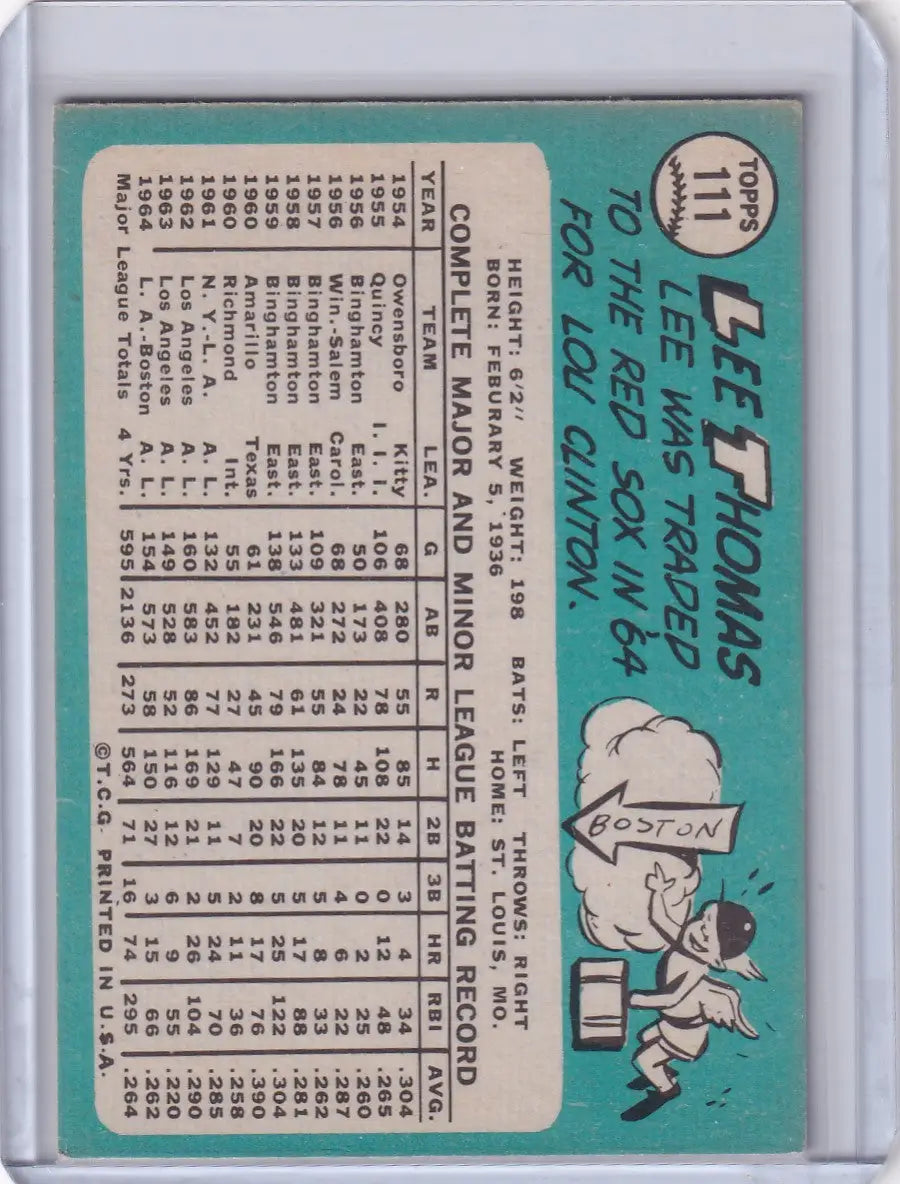 TOPPS
111
LEE THOMAS
LEE WAS TRADED
TO THE RED SOX IN '64
FOR LOU CLINTON.
BOSTON
HEIGHT: 6'2" WEIGHT: 198 BATS: LEFT THROWS: RIGHT
BORN: FEBURARY 5, 1936 HOME: ST. LOUIS, MO.
COMPLETE MAJOR AND MINOR LEAGUE BATTING RECORD
YEAR TEAM LEA. G AB R H 2B 3B HR RBI AVG.
1954 Owensboro Kitty 68 280 55 85 14 3 4 34 .304
1955 Quincy I. I. I. 106 408 78 108 22 0 12 48 .265
1956 Binghamton East. 50 173 22 45 11 0 2 25 .260
1956 Win.-Salem Carol. 68 272 24 78 11 4 6 22 .287
1957 Binghamton East. 109 321 55 84 12 5 8 33 .262
1958 Binghamton East. 133 481 61 135 20 5 17 88 .281
1959 Binghamton East. 138 546 79 166 22 5 25 122 .304
1960 Amarillo Texas 61 231 45 90 20 8 17 76 .390
1960 Richmond Int. 55 182 27 47 7 2 11 36 .258
1961 N. Y.-L. A. A. L. 132 452 77 129 11 5 24 70 .285
1962 Los Angeles A. L. 160 583 86 169 21 2 26 104 .290
1963 Los Angeles A. L. 149 528 52 116 12 6 9 55 .220
1964 L. A.-Boston A. L. 154 573 58 150 27 3 15 66 .262
Major League Totals 4 Yrs. 595 2136 273 564 71 16 74 295 .264
©T.C.G. PRINTED IN U.S.A.